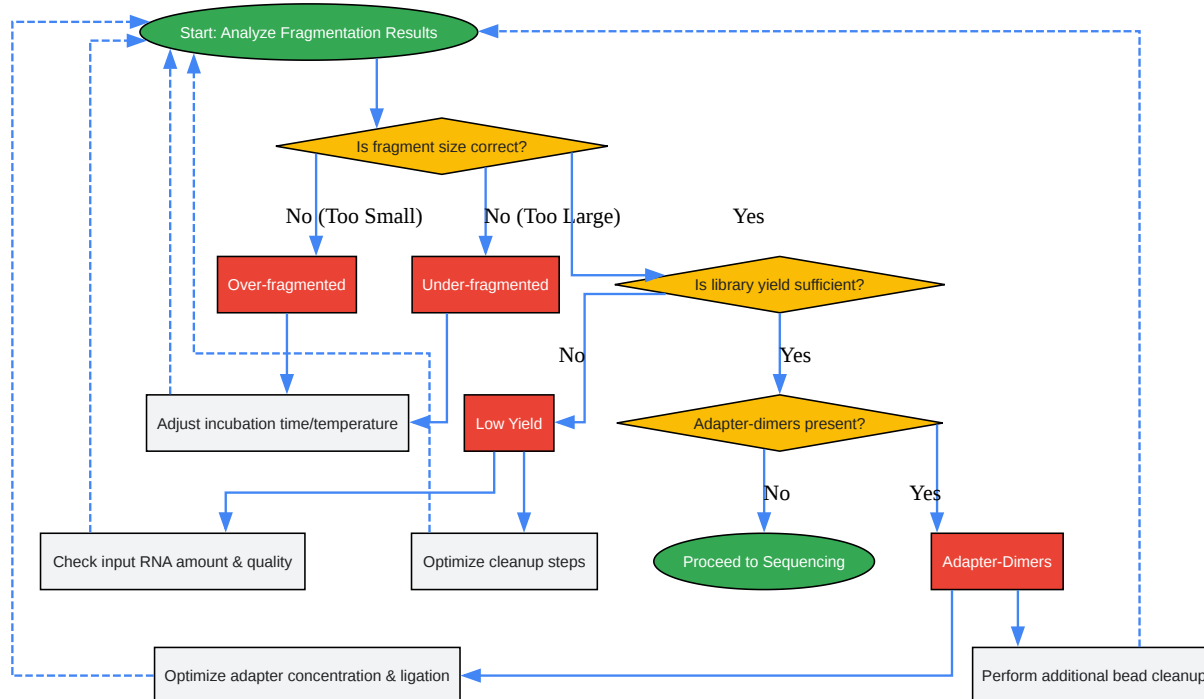 Start: Analyze Fragmentation Results
Is fragment size correct?
No (Too Small)
No (Too Large)
Yes
Over-fragmented
Under-fragmented
Is library yield sufficient?
No
Yes
Adjust incubation time/temperature
Low Yield
Adapter-dimers present?
No
Yes
Check input RNA amount & quality
Optimize cleanup steps
Proceed to Sequencing
Adapter-Dimers
Optimize adapter concentration & ligation
Perform additional bead cleanup